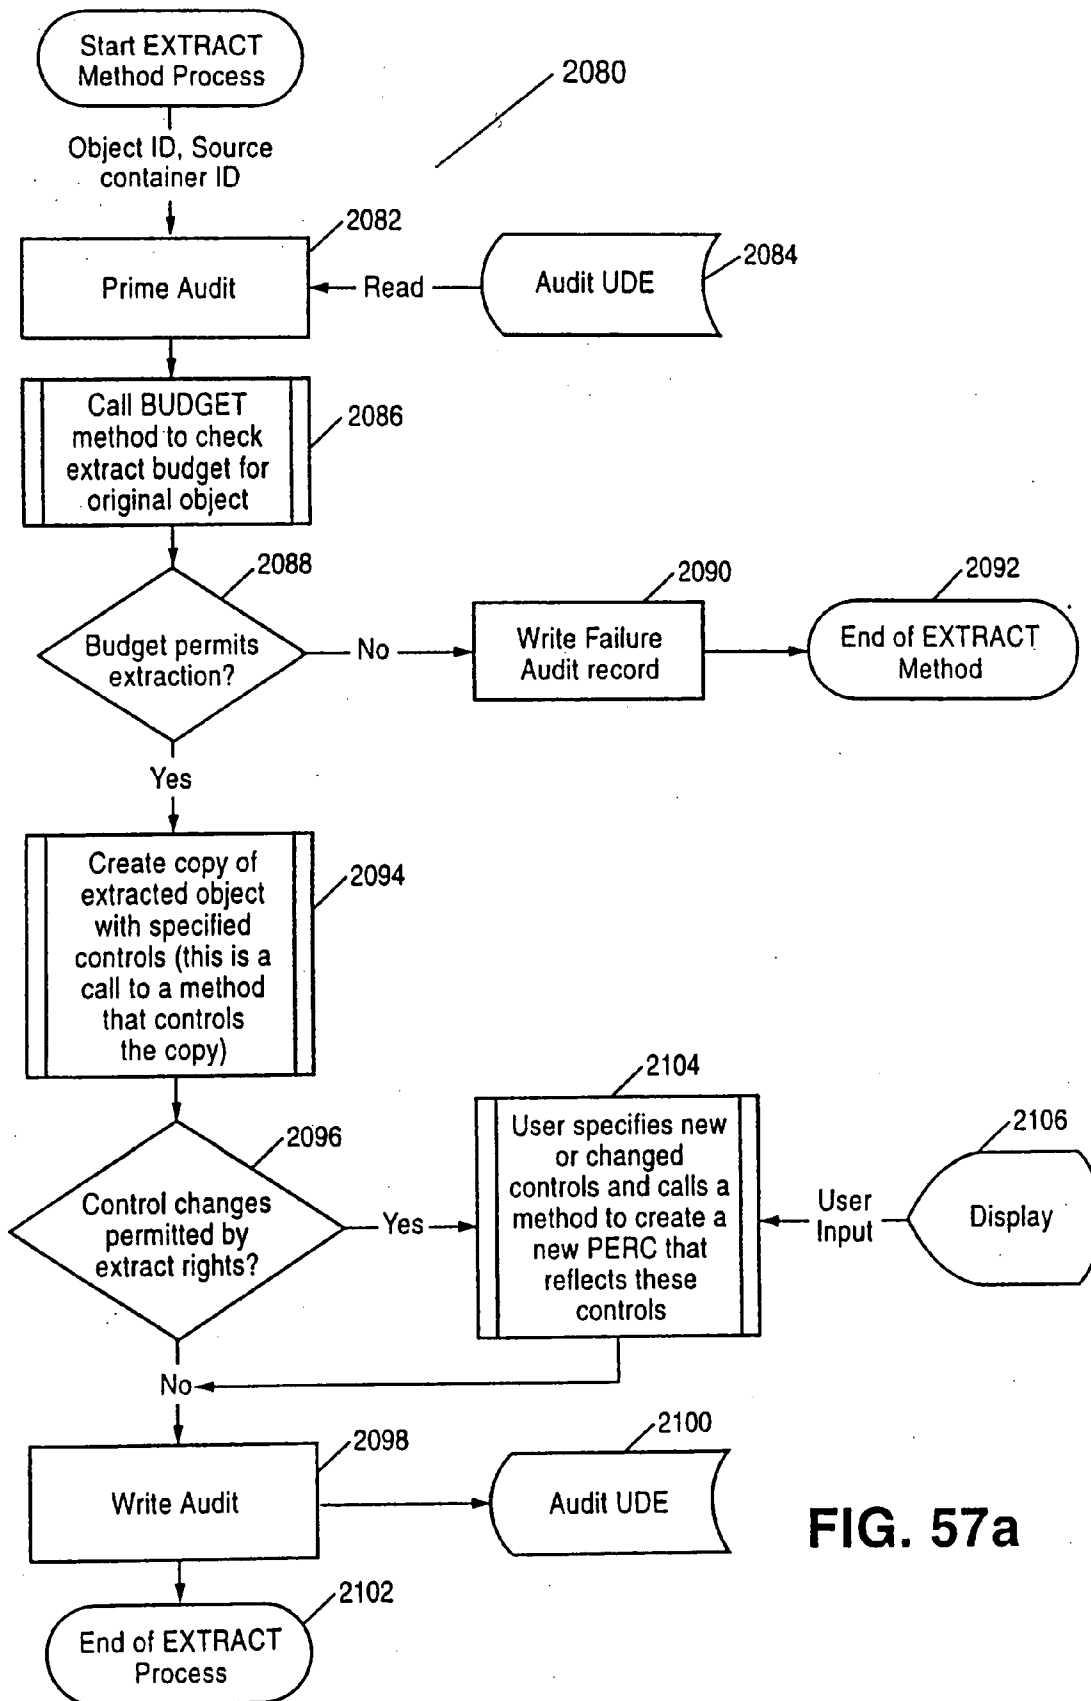 Start EXTRACT
Method Process
2080
Object ID, Source
container ID
2082
Prime Audit
Read
Audit UDE
2084
Call BUDGET
method to check
extract budget for
original object
2086
2088
Budget permits
extraction?
No
2090
Write Failure
Audit record
2092
End of EXTRACT
Method
Yes
Create copy of
extracted object
with specified
controls (this is a
call to a method
that controls
the copy)
2094
2096
Control changes
permitted by
extract rights?
Yes
2104
User specifies new
or changed
controls and calls a
method to create a
new PERC that
reflects these
controls
User
Input
2106
Display
No
2098
Write Audit
2100
Audit UDE
FIG. 57a
2102
End of EXTRACT
Process